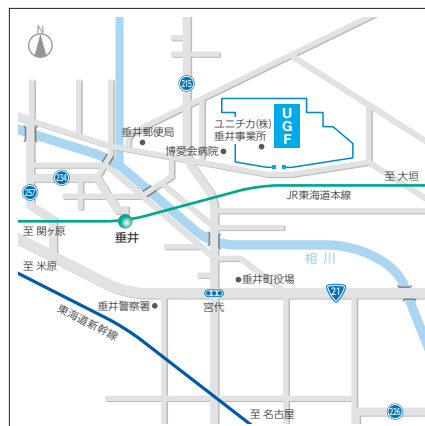 N
215
UGF
ユニチカ(株)
垂井事業所
垂井郵便局
博愛会病院
234
257
至 大垣
JR東海道本線
至 関ヶ原
垂井
至 米原
相川
垂井町役場
21
宮代
垂井警察署
東海道新幹線
至 名古屋
226